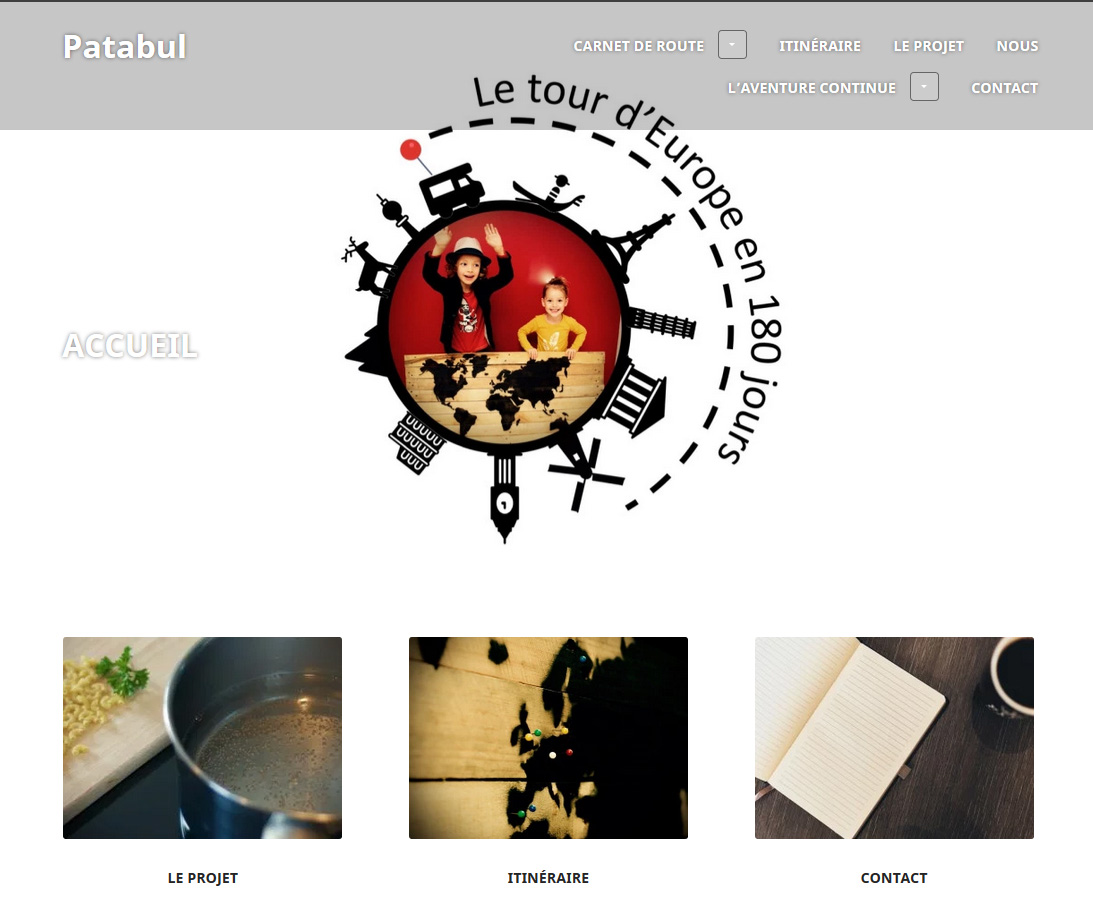 Patabul
CARNET DE ROUTE
ITINÉRAIRE
LE PROJET
NOUS
L’AVENTURE CONTINUE
CONTACT
Le tour d’Europe en 180 jours
ACCUEIL
LE PROJET
ITINÉRAIRE
CONTACT